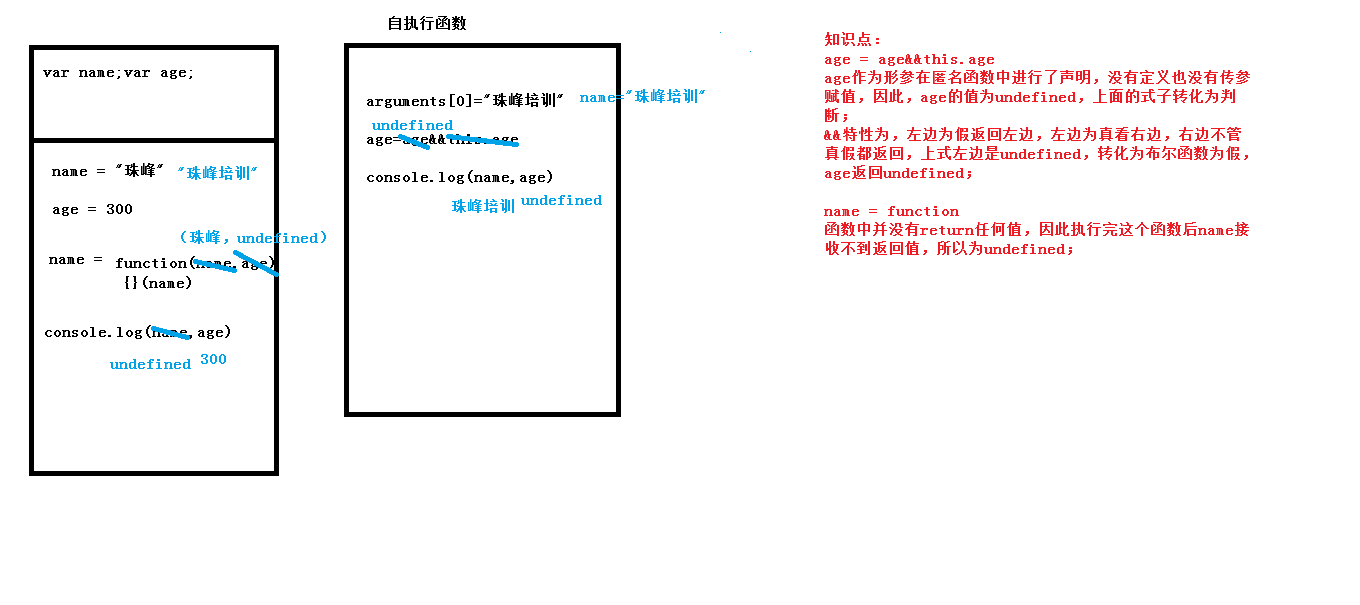 自执行函数
var name;var age;
name = "珠峰" "珠峰培训"
age = 300
（珠峰，undefined）
name = function(name,age)
{}(name)
console.log(name,age)
undefined 300
arguments[0]="珠峰培训" name="珠峰培训"
undefined
age=age&&this.age
console.log(name,age)
珠峰培训 undefined
知识点：
age = age&&this.age
age作为形参在匿名函数中进行了声明，没有定义也没有传参
赋值，因此，age的值为undefined，上面的式子转化为判
断；
&&特性为，左边为假返回左边，左边为真看右边，右边不管
真假都返回，上式左边是undefined，转化为布尔函数为假，
age返回undefined；
name = function
函数中并没有return任何值，因此执行完这个函数后name接
收不到返回值，所以为undefined；